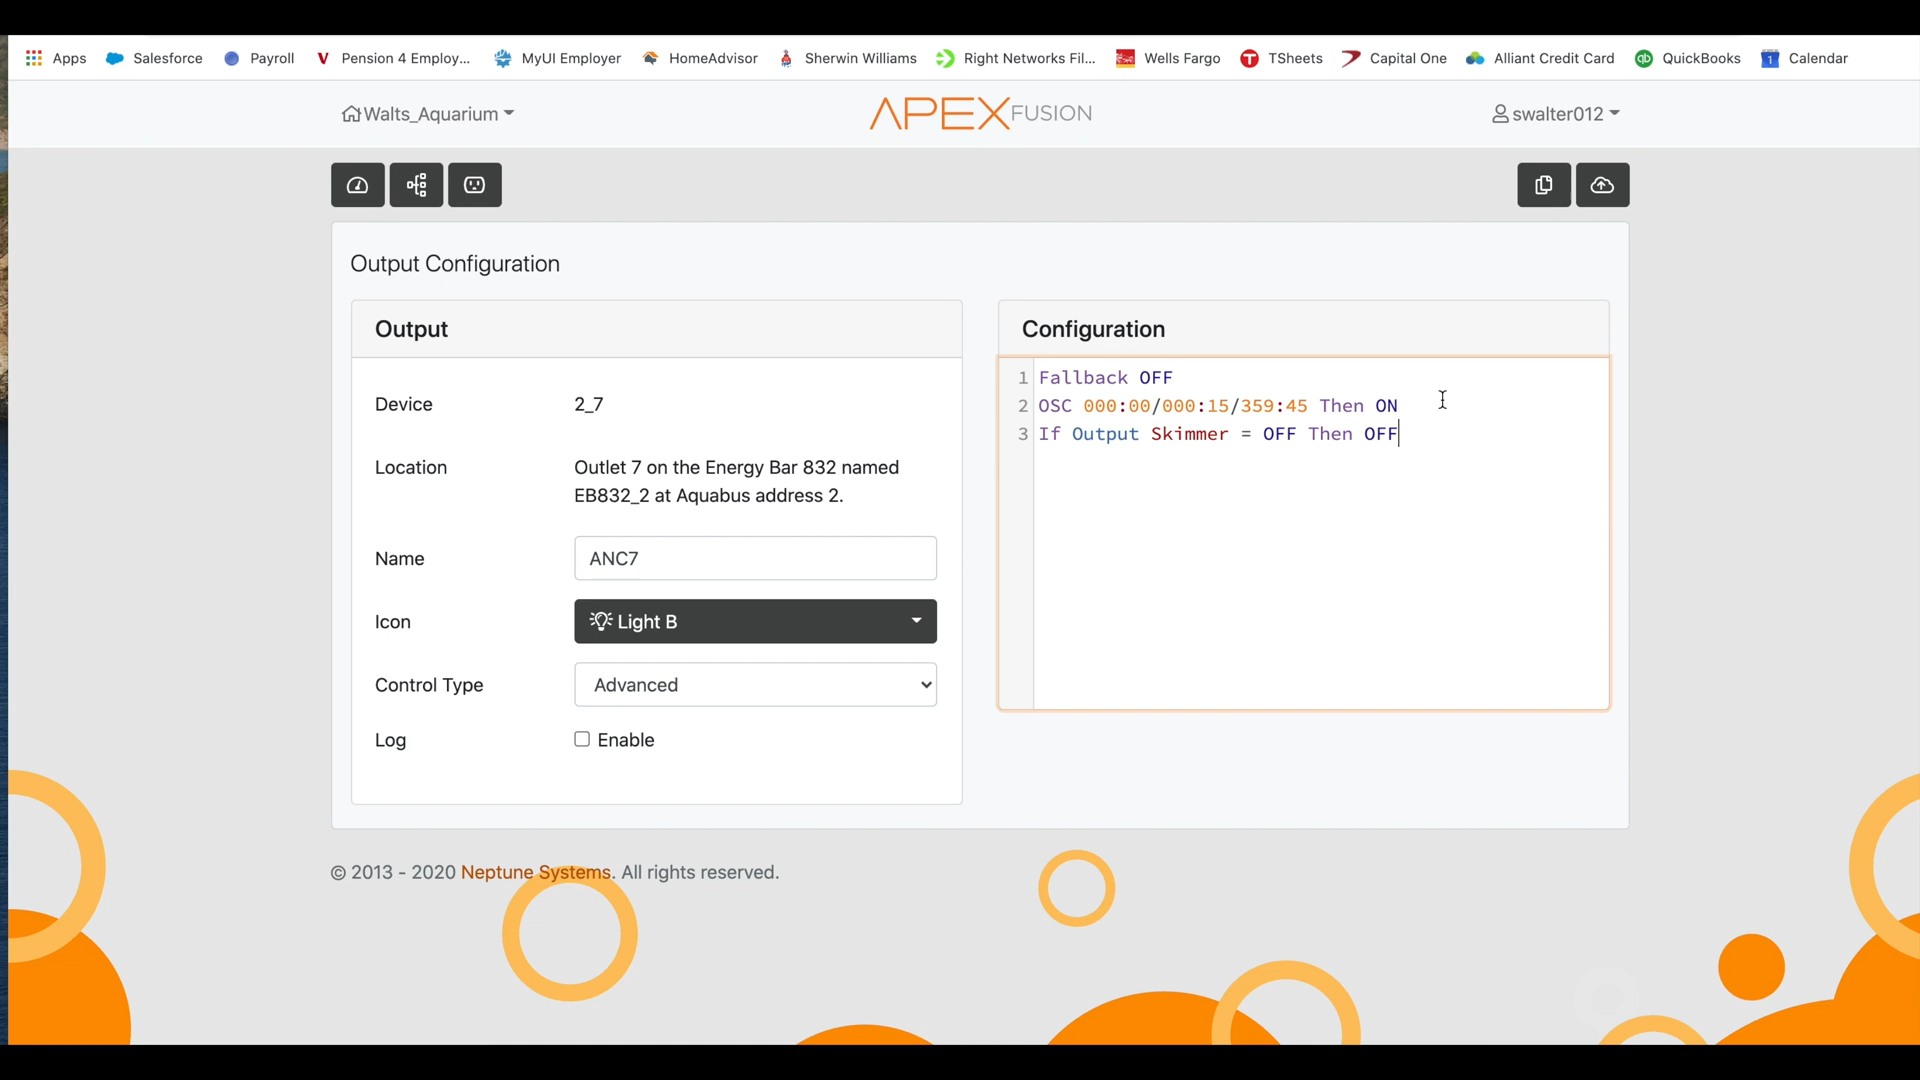 Apps Salesforce Payroll Pension 4 Employ... MyUI Employer HomeAdvisor Sherwin Williams Right Networks Fil... Wells Fargo TSheets Capital One Alliant Credit Card QuickBooks Calendar
Walts_Aquarium APEX FUSION swalter012
Output Configuration
Output
Device 2_7
Location Outlet 7 on the Energy Bar 832 named
EB832_2 at Aquabus address 2.
Name ANC7
Icon Light B
Control Type Advanced
Log Enable
Configuration
1 Fallback OFF
2 OSC 000:00/000:15/359:45 Then ON
3 If Output Skimmer = OFF Then OFF
© 2013 - 2020 Neptune Systems. All rights reserved.